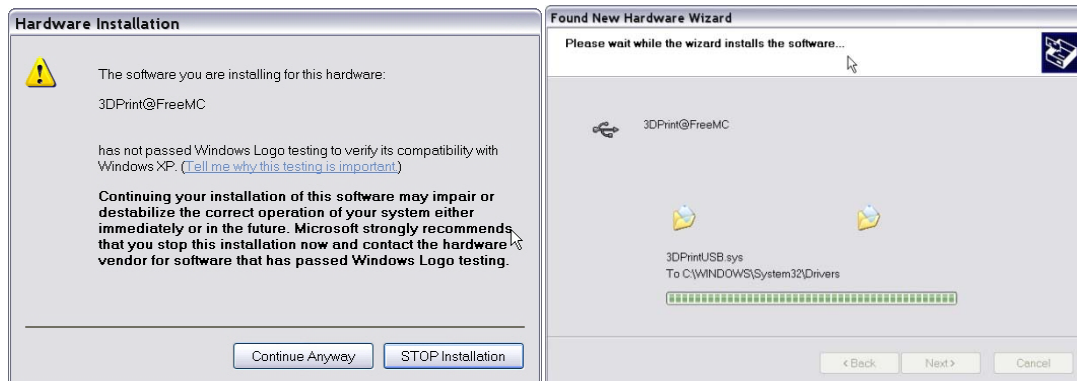 Hardware Installation
The software you are installing for this hardware:
3DPrint@FreeMC
has not passed Windows Logo testing to verify its compatibility with
Windows XP. (Tell me why this testing is important.)
Continuing your installation of this software may impair or
destabilize the correct operation of your system either
immediately or in the future. Microsoft strongly recommends
that you stop this installation now and contact the hardware
vendor for software that has passed Windows Logo testing.
Continue Anyway
STOP Installation
Found New Hardware Wizard
Please wait while the wizard installs the software...
3DPrint@FreeMC
3DPrintUSB.sys
To C:\WINDOWS\System32\Drivers
< Back
Next >
Cancel